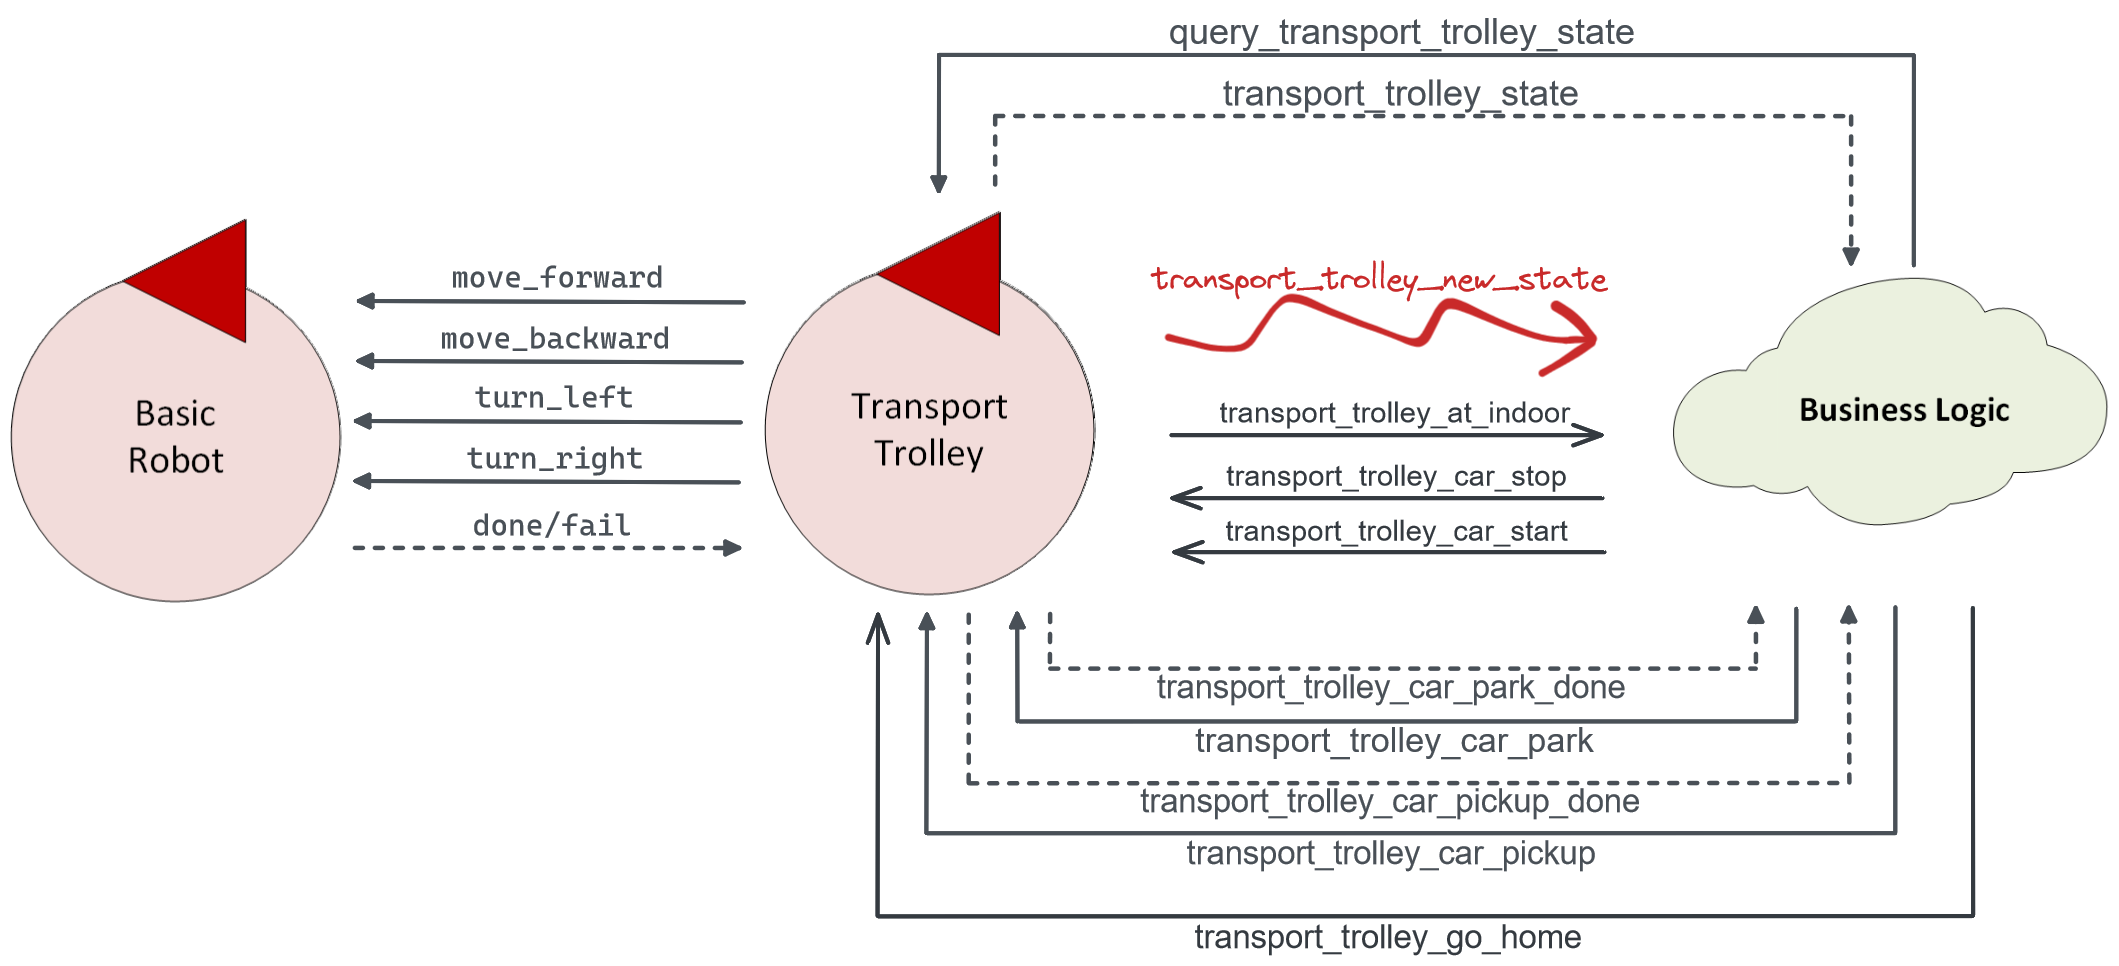 query_transport_trolley_state
transport_trolley_state
move_forward
move_backward
turn_left
turn_right
done/fail
Basic
Robot
Transport
Trolley
transport_trolley_new_state
transport_trolley_at_indoor
transport_trolley_car_stop
transport_trolley_car_start
Business Logic
transport_trolley_car_park_done
transport_trolley_car_park
transport_trolley_car_pickup_done
transport_trolley_car_pickup
transport_trolley_go_home